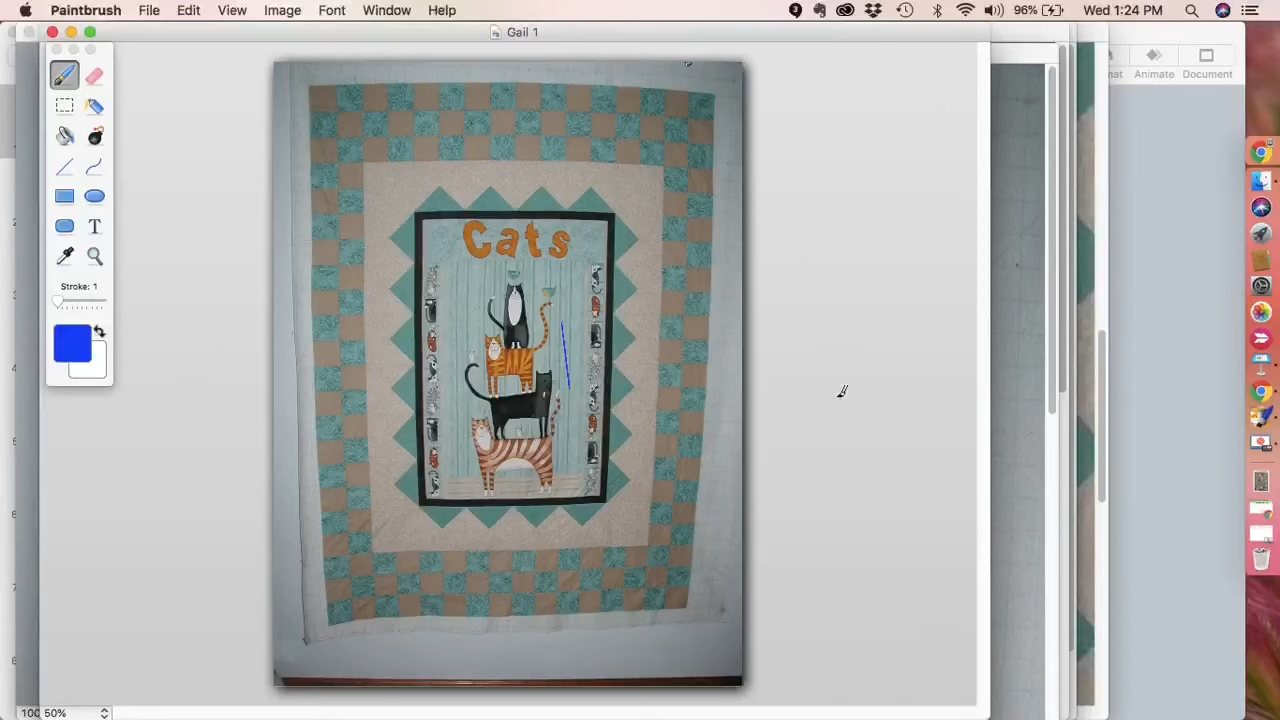 Paintbrush File Edit View Image Font Window Help 96% Wed 1:24 PM
Gail 1
Animate Document
Cats
T
Stroke: 1
50%